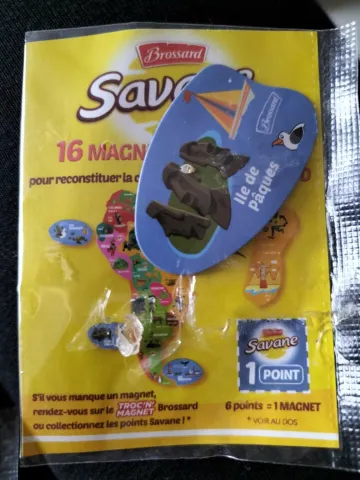 Brossard
Savane
16 MAGN
pour reconstituer la c
Brossard
Ile de
pâques
Savane
1 POINT
S'il vous manque un magnet,
rendez-vous sur le TROC'N' MAGNET Brossard
ou collectionnez les points Savane ! *
6 points = 1 MAGNET
* VOIR AU DOS